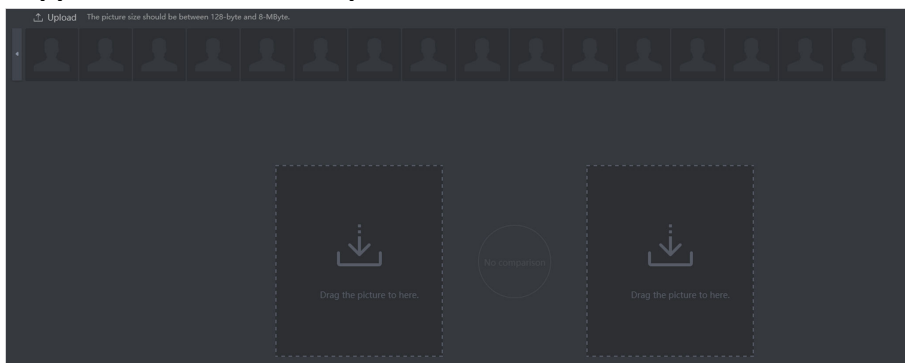 Upload The picture size should be between 128-byte and 8-MByte.
No comparison
Drag the picture to here. Drag the picture to here.